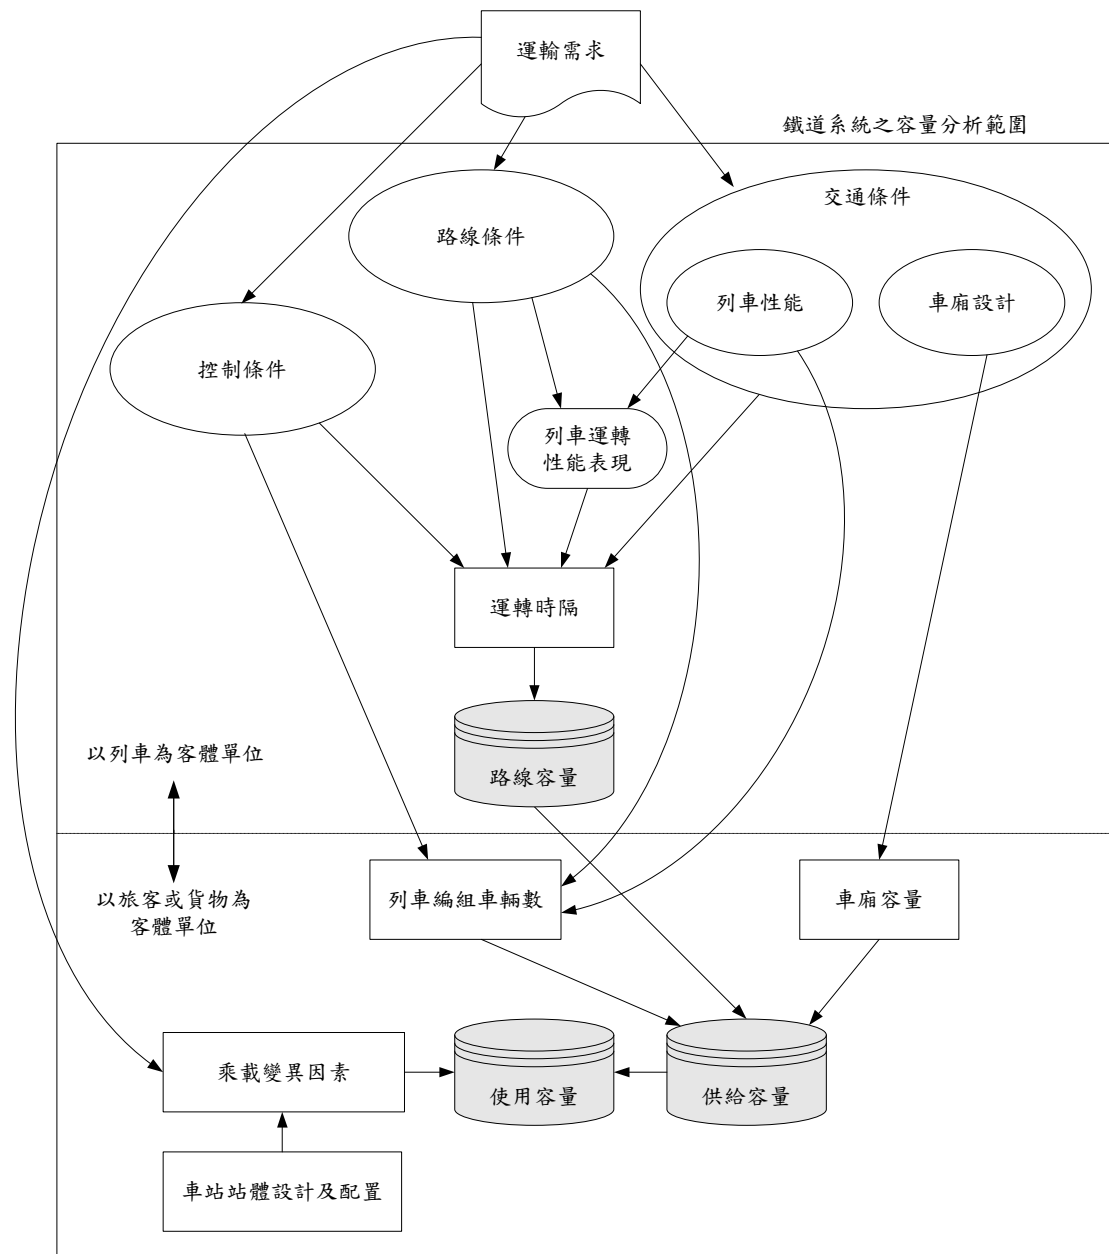 運輸需求
鐵道系統之容量分析範圍
交通條件
路線條件
列車性能
車廂設計
控制條件
列車運轉
性能表現
運轉時隔
路線容量
以列車為客體單位
以旅客或貨物為
客體單位
列車編組車輛數
車廂容量
乘載變異因素
使用容量
供給容量
車站站體設計及配置